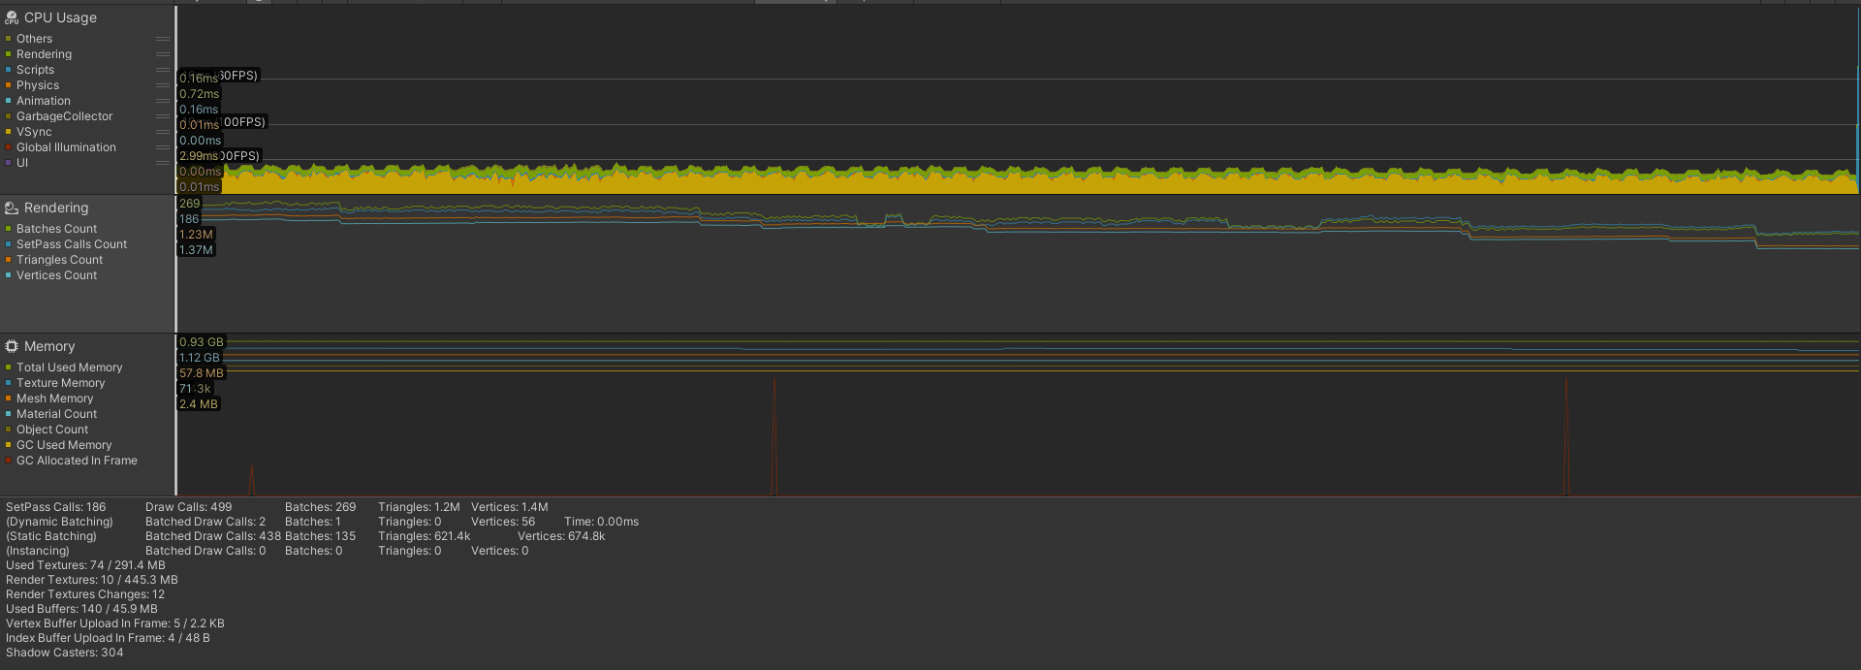 CPU Usage
Others
Rendering
Scripts
Physics
Animation
GarbageCollector
VSync
Global Illumination
UI
0.16ms
60FPS)
0.72ms
0.16ms
0.01ms
100FPS)
0.00ms
2.99ms
00FPS)
0.00ms
0.01ms
Rendering
Batches Count
SetPass Calls Count
Triangles Count
Vertices Count
269
186
1.23M
1.37M
Memory
Total Used Memory
Texture Memory
Mesh Memory
Material Count
Object Count
GC Used Memory
GC Allocated In Frame
0.93 GB
1.12 GB
57.8 MB
2.4 MB
SetPass Calls: 186 Draw Calls: 499 Batches: 269 Triangles: 1.2M Vertices: 1.4M
(Dynamic Batching) Batched Draw Calls: 2 Batches: 1 Triangles: 0 Vertices: 56 Time: 0.00ms
(Static Batching) Batched Draw Calls: 438 Batches: 135 Triangles: 621.4k Vertices: 674.8k
(Instancing) Batched Draw Calls: 0 Batches: 0 Triangles: 0 Vertices: 0
Used Textures: 74 / 291.4 MB
Render Textures: 10 / 445.3 MB
Render Textures Changes: 12
Used Buffers: 140 / 45.9 MB
Vertex Buffer Upload In Frame: 5 / 2.2 KB
Index Buffer Upload In Frame: 4 / 48 B
Shadow Casters: 304